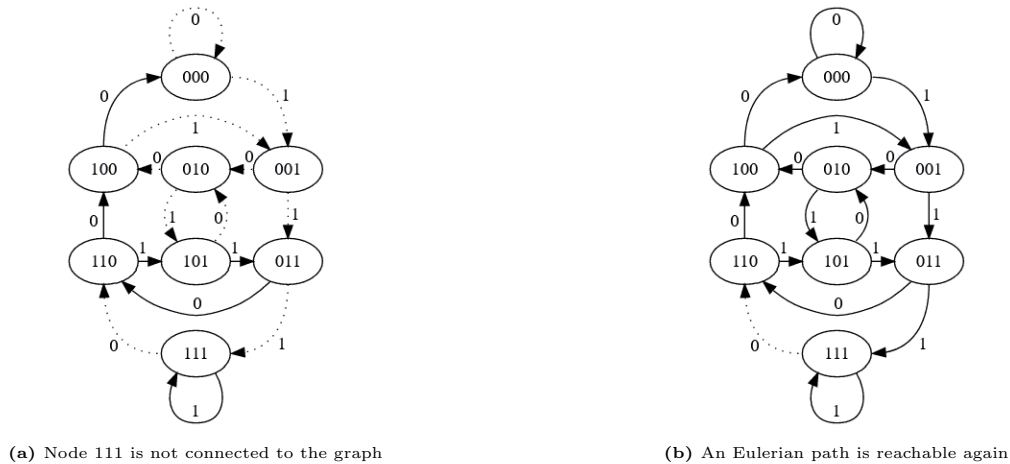 0 0
000 000
0 1 0 1
1 1
0 0 0 0
100 010 001 100 010 001
0 1 0 1 0 1 0 1
1 1 1 1
110 101 011 110 101 011
0 0
0 1 0 1
111 111
1 1
(a) Node 111 is not connected to the graph (b) An Eulerian path is reachable again